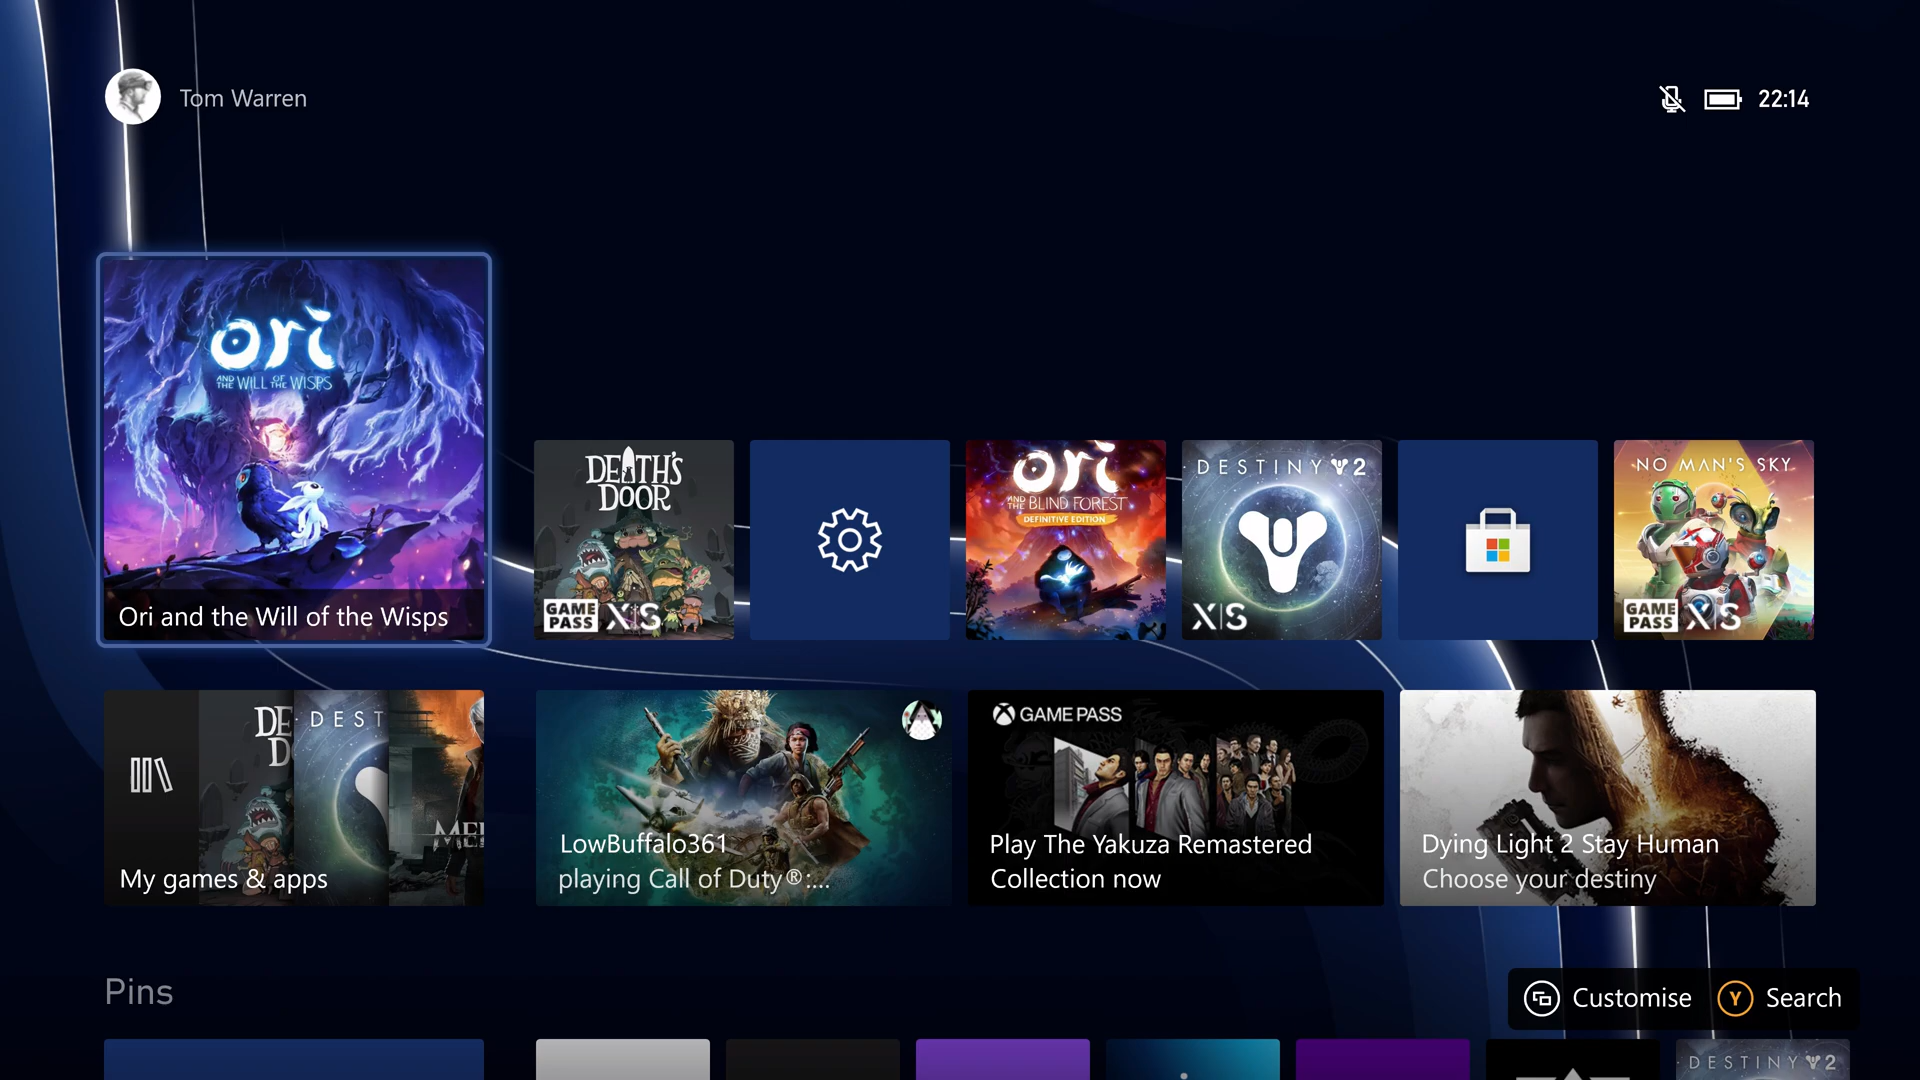 Tom Warren
22:14
ori
AND THE WILL OF THE WISPS
Ori and the Will of the Wisps
DEATH'S
DOOR
GAME
PASS
X|S
ori
AND THE BLIND FOREST
DEFINITIVE EDITION
DESTINY 2
X|S
NO MAN'S SKY
GAME
PASS
X|S
DE
D
DEST
My games & apps
LowBuffalo361
playing Call of Duty®:...
GAME PASS
Play The Yakuza Remastered
Collection now
Dying Light 2 Stay Human
Choose your destiny
Pins
Customise
Y
Search
DESTINY 2